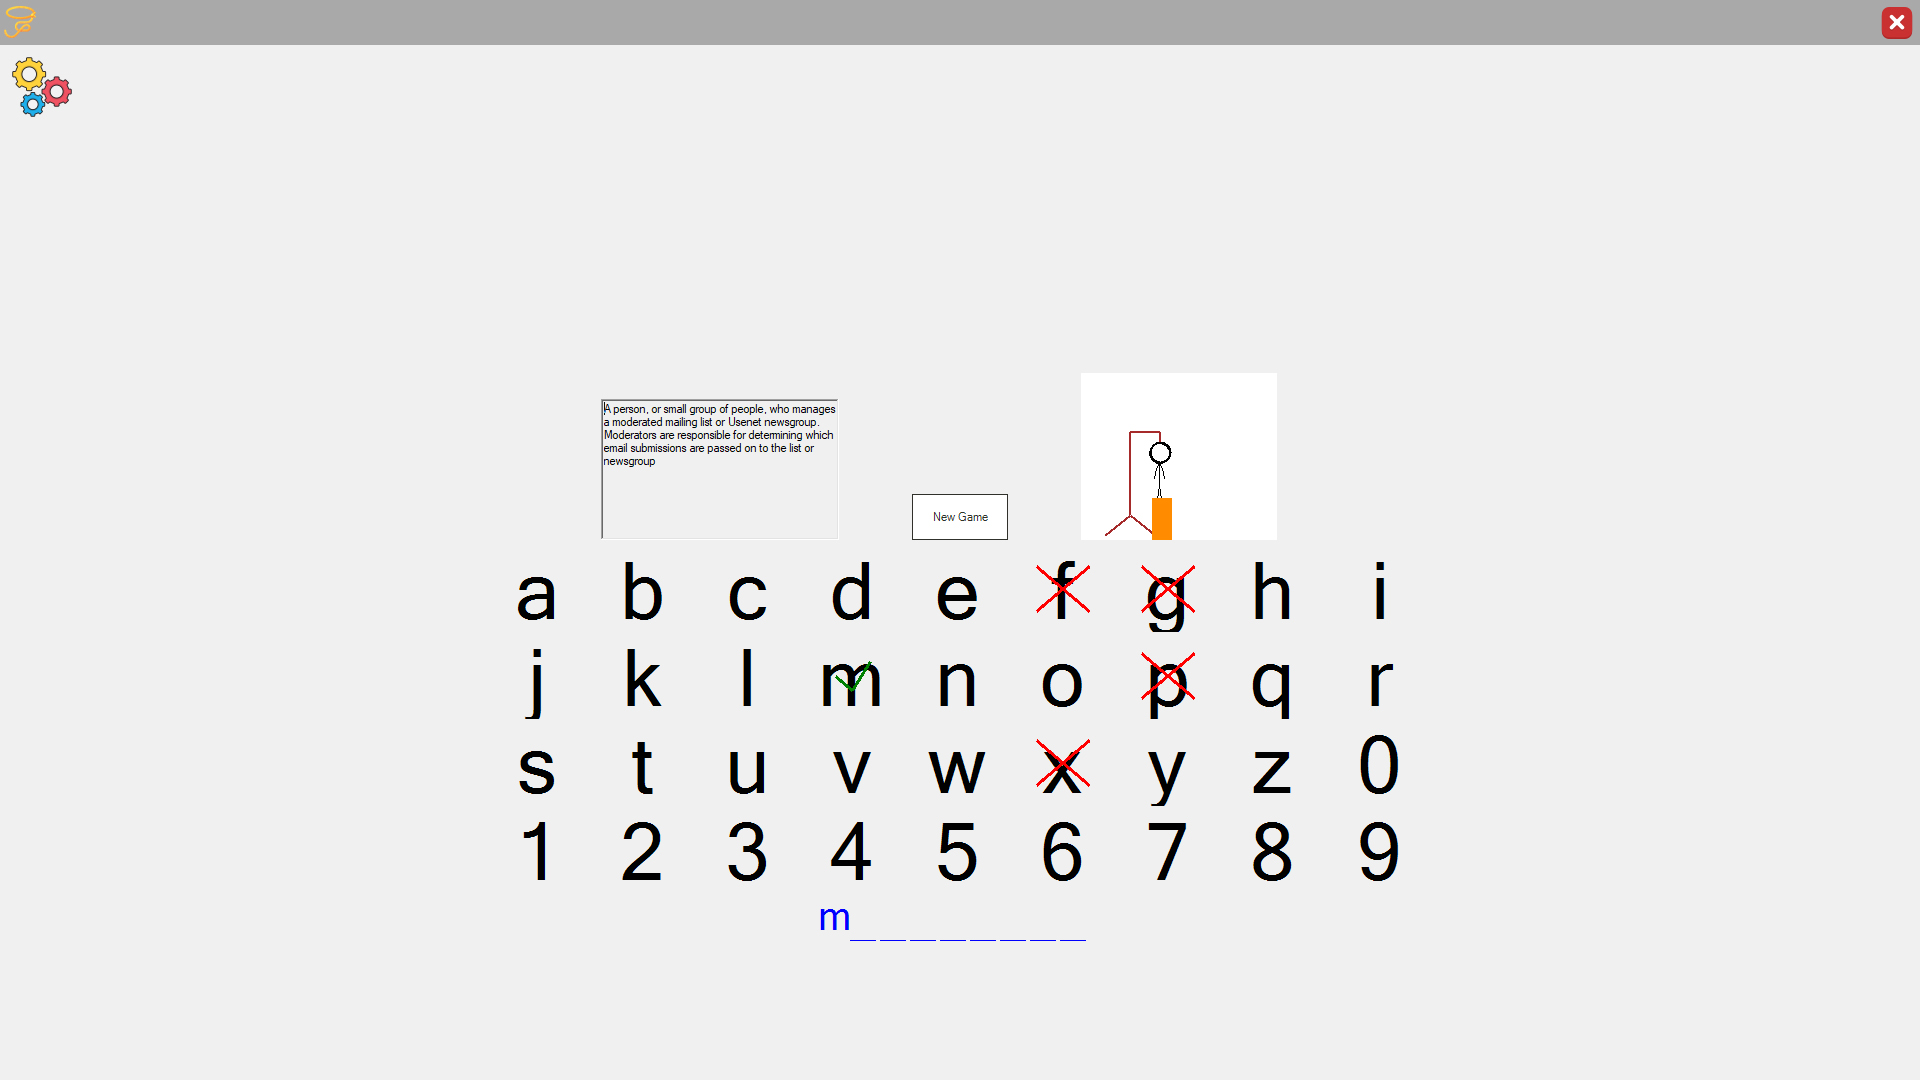 A person, or small group of people, who manages
a moderated mailing list or Usenet newsgroup.
Moderators are responsible for determining which
email submissions are passed on to the list or
newsgroup
New Game
a b c d e f g h i
j k l m n o p q r
s t u v w x y z 0
1 2 3 4 5 6 7 8 9
m_ _ _ _ _ _ _ _